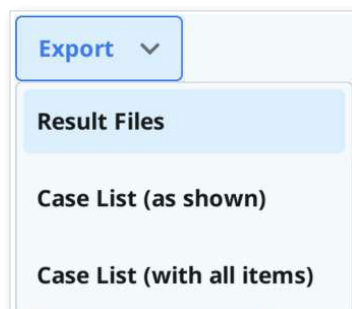 Export
Result Files
Case List (as shown)
Case List (with all items)